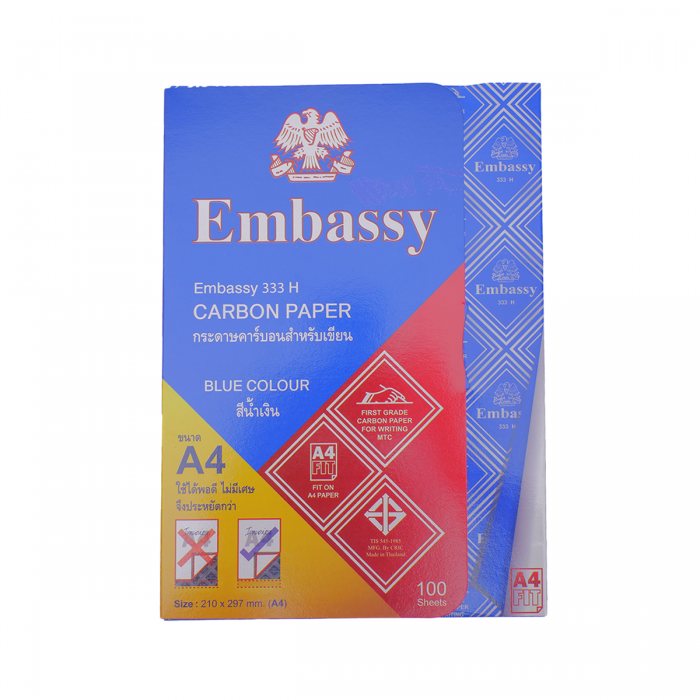 Embassy
Embassy 333 H
CARBON PAPER
กระดาษคาร์บอนสำหรับเขียน
BLUE COLOUR
สีน้ำเงิน
ขนาด
A4
ใช้ได้พอดี ไม่มีเศษ
จึงประหยัดกว่า
Size : 210 x 297 mm. (A4)
FIRST GRADE
CARBON PAPER
FOR WRITING
MTC
A4
FIT
FIT ON
A4 PAPER
TIS 545-1985
MFG. By CRIC
Made in Thailand
100
Sheets
Embassy
333 H
Embassy
333 H
Embass
333 H
A4
FIT